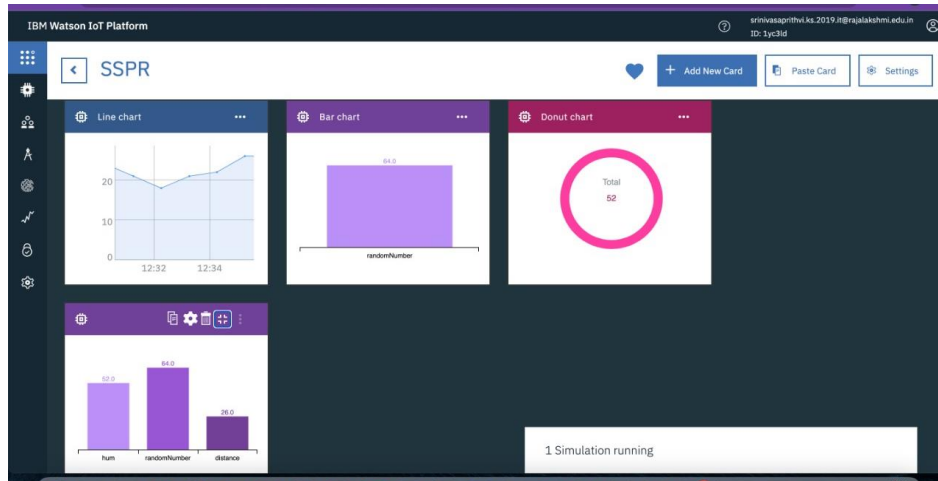 IBM Watson IoT Platform
srinivasaprithvi.ks.2019.it@rajalakshmi.edu.in
ID: 1yc3ld
SSPR
+ Add New Card
Paste Card
Settings
Line chart
20
10
0
12:32 12:34
Bar chart
64.0
randomNumber
Donut chart
Total
52
52.0
64.0
26.0
hum randomNumber distance
1 Simulation running